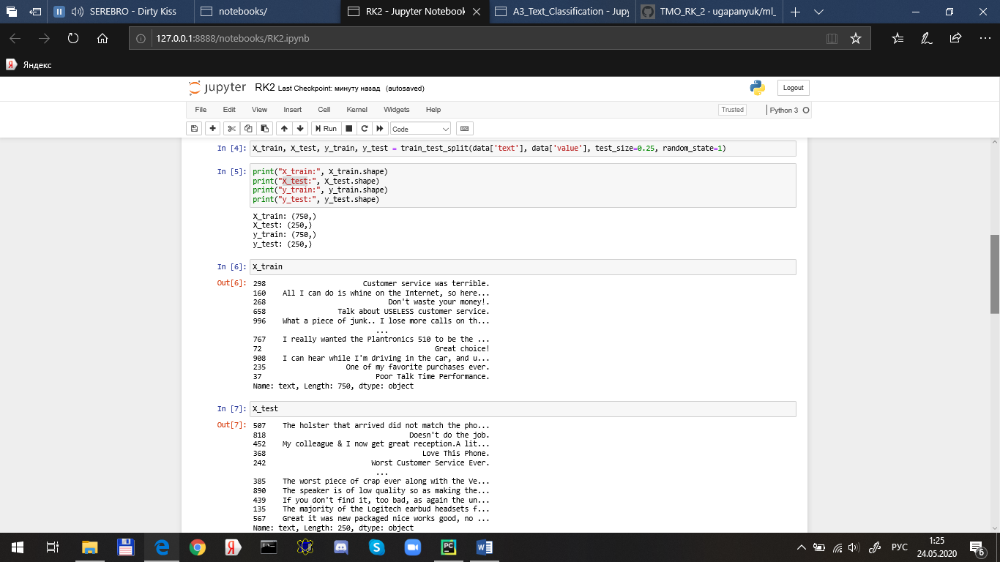 SEREBRO - Dirty Kiss
notebooks/
RK2 - Jupyter Notebook
A3_Text_Classification - Jupy
TMO_RK_2 · ugapanyuk/ml_
127.0.0.1:8888/notebooks/RK2.ipynb
Яндекс
jupyter RK2 Last Checkpoint: минуту назад (autosaved)
Logout
File Edit View Insert Cell Kernel Widgets Help
Trusted
Python 3
Run
Code
In [4]: X_train, X_test, y_train, y_test = train_test_split(data['text'], data['value'], test_size=0.25, random_state=1)
In [5]: print("X_train:", X_train.shape)
print("X_test:", X_test.shape)
print("y_train:", y_train.shape)
print("y_test:", y_test.shape)
X_train: (750,)
X_test: (250,)
y_train: (750,)
y_test: (250,)
In [6]: X_train
Out[6]: 298 Customer service was terrible.
160 All I can do is whine on the Internet, so here...
268 Don't waste your money!.
658 Talk about USELESS customer service.
996 What a piece of junk.. I lose more calls on th...
...
767 I really wanted the Plantronics 510 to be the ...
72 Great choice!
908 I can hear while I'm driving in the car, and u...
235 One of my favorite purchases ever.
37 Poor Talk Time Performance.
Name: text, Length: 750, dtype: object
In [7]: X_test
Out[7]: 507 The holster that arrived did not match the pho...
818 Doesn't do the job.
452 My colleague & I now get great reception.A lit...
368 Love This Phone.
242 Worst Customer Service Ever.
...
385 The worst piece of crap ever along with the Ve...
890 The speaker is of low quality so as making the...
439 If you don't find it, too bad, as again the un...
135 The majority of the Logitech earbud headsets f...
567 Great it was new packaged nice works good, no ...
Name: text, Length: 250, dtype: object
РУС
1:25
24.05.2020
6